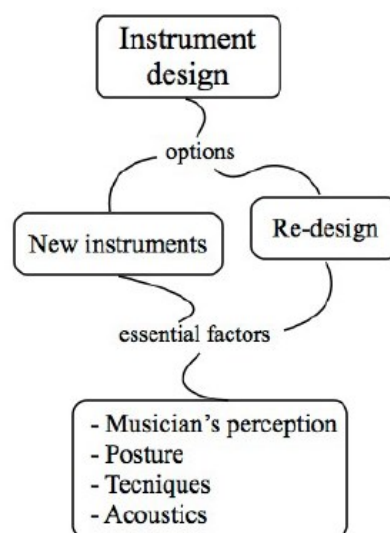 Instrument
design
options
New instruments
Re-design
essential factors
- Musician's perception
- Posture
- Tecniques
- Acoustics